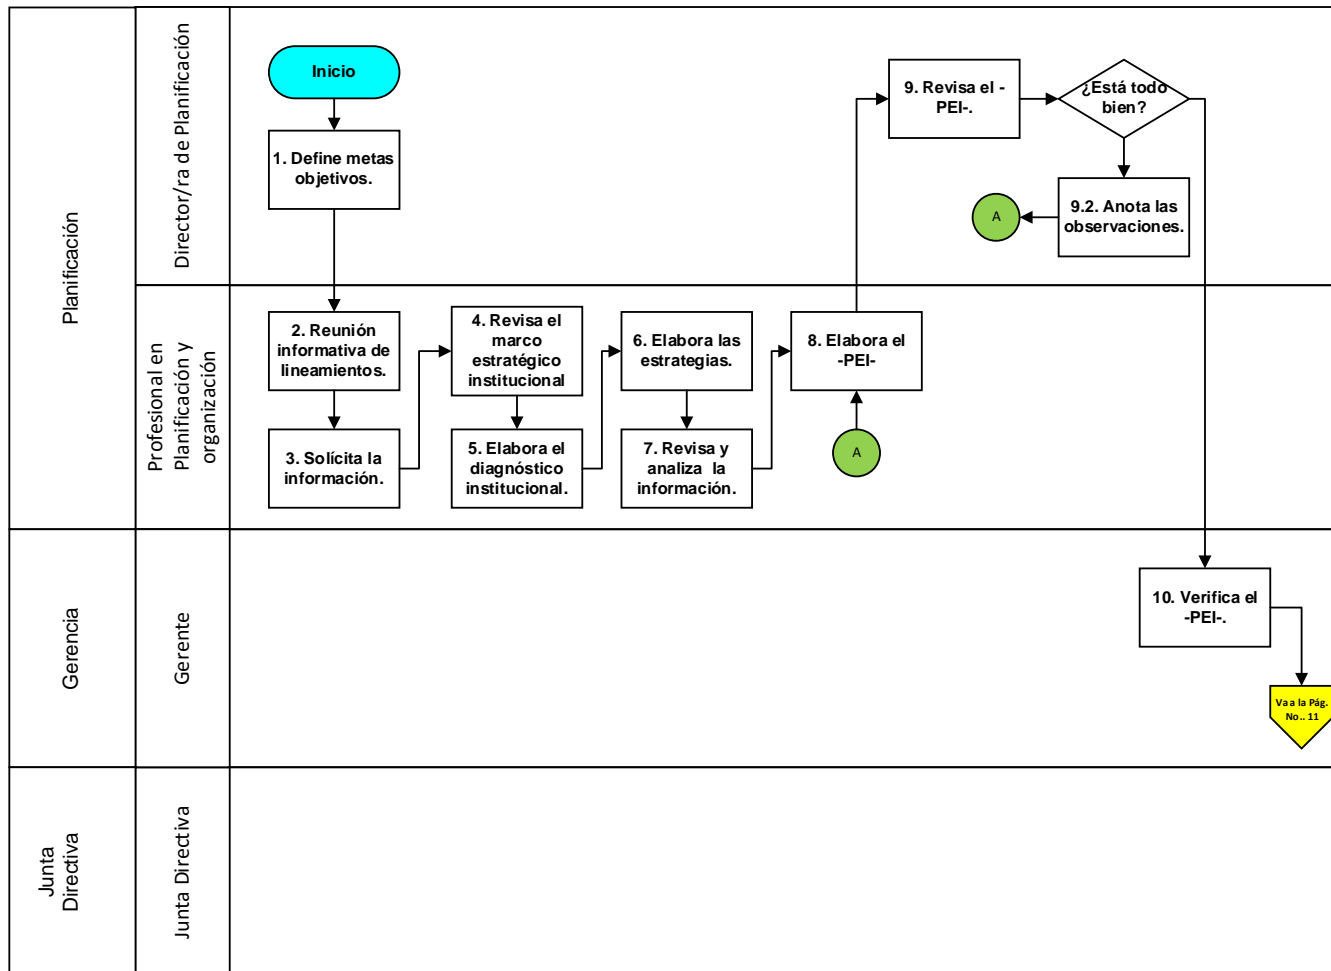 Planificación
Director/ra de Planificación
Inicio
1. Define metas
objetivos.
9. Revisa el -
PEI-.
¿Está todo
bien?
9.2. Anota las
observaciones.
A
Profesional en
Planificación y
organización
2. Reunión
informativa de
lineamientos.
3. Solícita la
información.
4. Revisa el
marco
estratégico
institucional
5. Elabora el
diagnóstico
institucional.
6. Elabora las
estrategias.
7. Revisa y
analiza la
información.
8. Elabora el
-PEI-
A
Gerencia
Gerente
10. Verifica el
-PEI-.
Va a la Pág.
No.. 11
Junta
Directiva
Junta Directiva